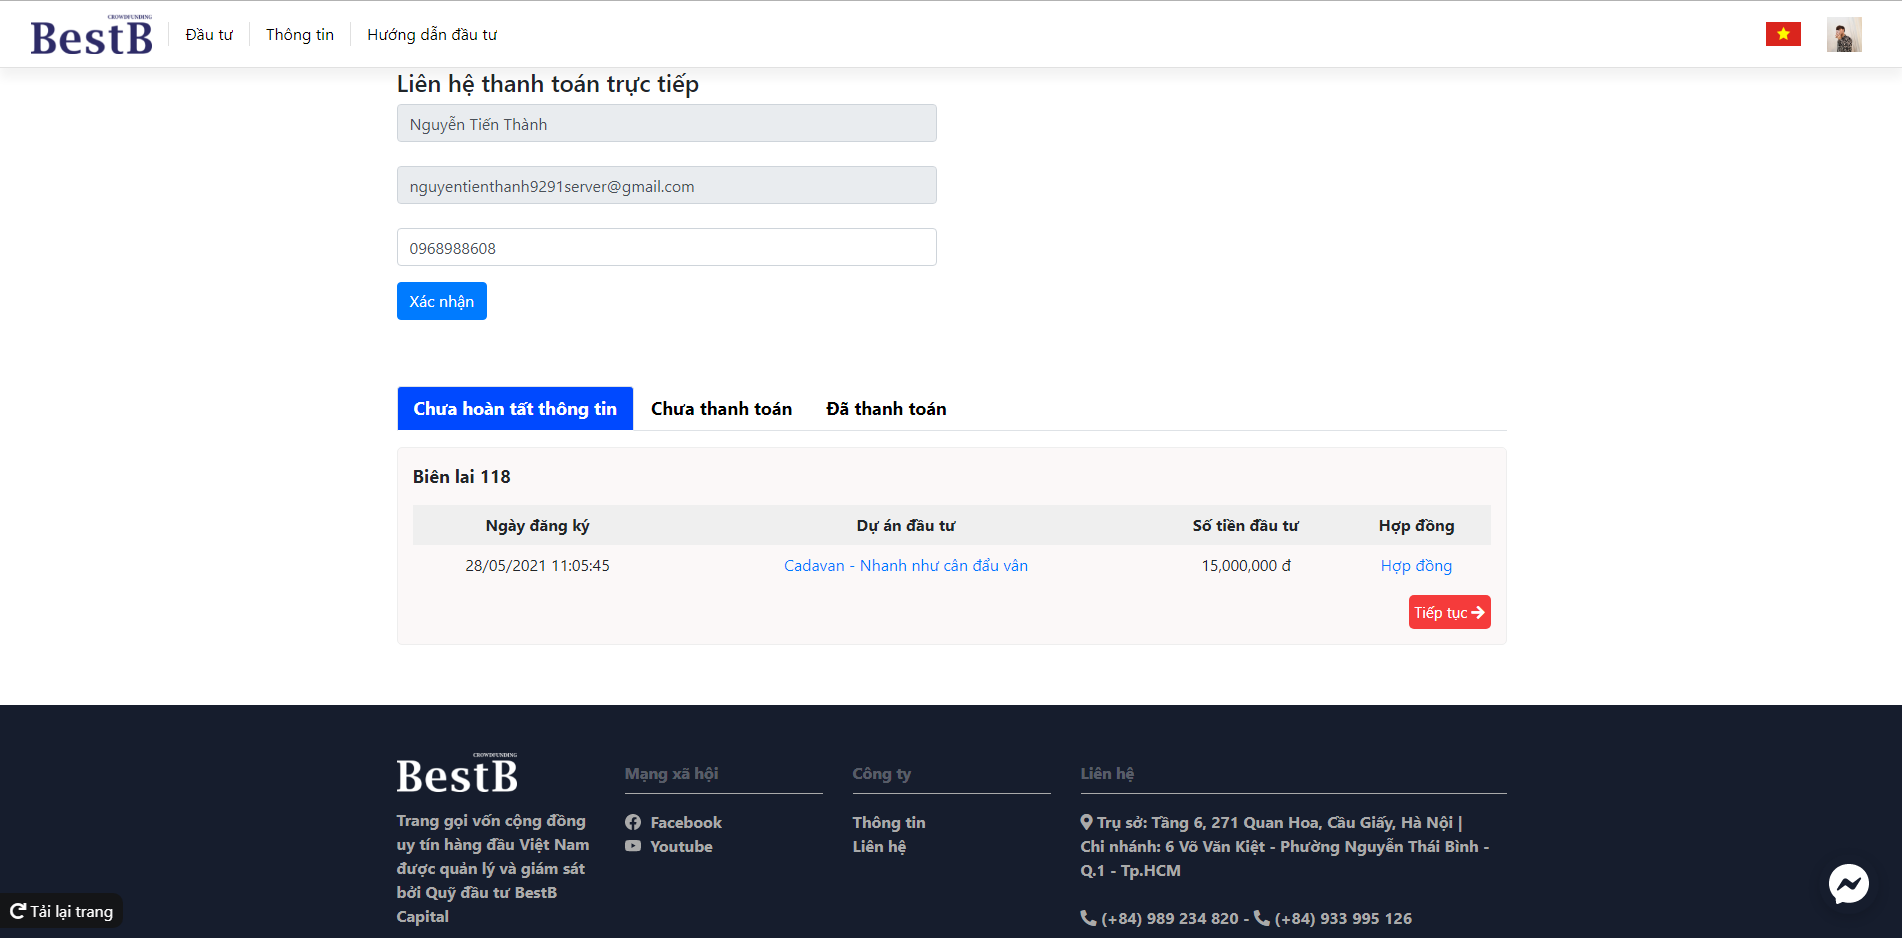 CROWDFUNDING
BestB
Đầu tư
Thông tin
Hướng dẫn đầu tư
Liên hệ thanh toán trực tiếp
Nguyễn Tiến Thành
nguyentienthanh9291server@gmail.com
0968988608
Xác nhận
Chưa hoàn tất thông tin
Chưa thanh toán
Đã thanh toán
Biên lai 118
Ngày đăng ký
Dự án đầu tư
Số tiền đầu tư
Hợp đồng
28/05/2021 11:05:45
Cadavan - Nhanh như cân đẩu vân
15,000,000 đ
Hợp đồng
Tiếp tục
CROWDFUNDING
BestB
Trang gọi vốn cộng đồng
uy tín hàng đầu Việt Nam
được quản lý và giám sát
bởi Quỹ đầu tư BestB
Capital
Mạng xã hội
Facebook
Youtube
Công ty
Thông tin
Liên hệ
Liên hệ
Trụ sở: Tầng 6, 271 Quan Hoa, Cầu Giấy, Hà Nội |
Chi nhánh: 6 Võ Văn Kiệt - Phường Nguyễn Thái Bình -
Q.1 - Tp.HCM
(+84) 989 234 820 - (+84) 933 995 126
Tải lại trang